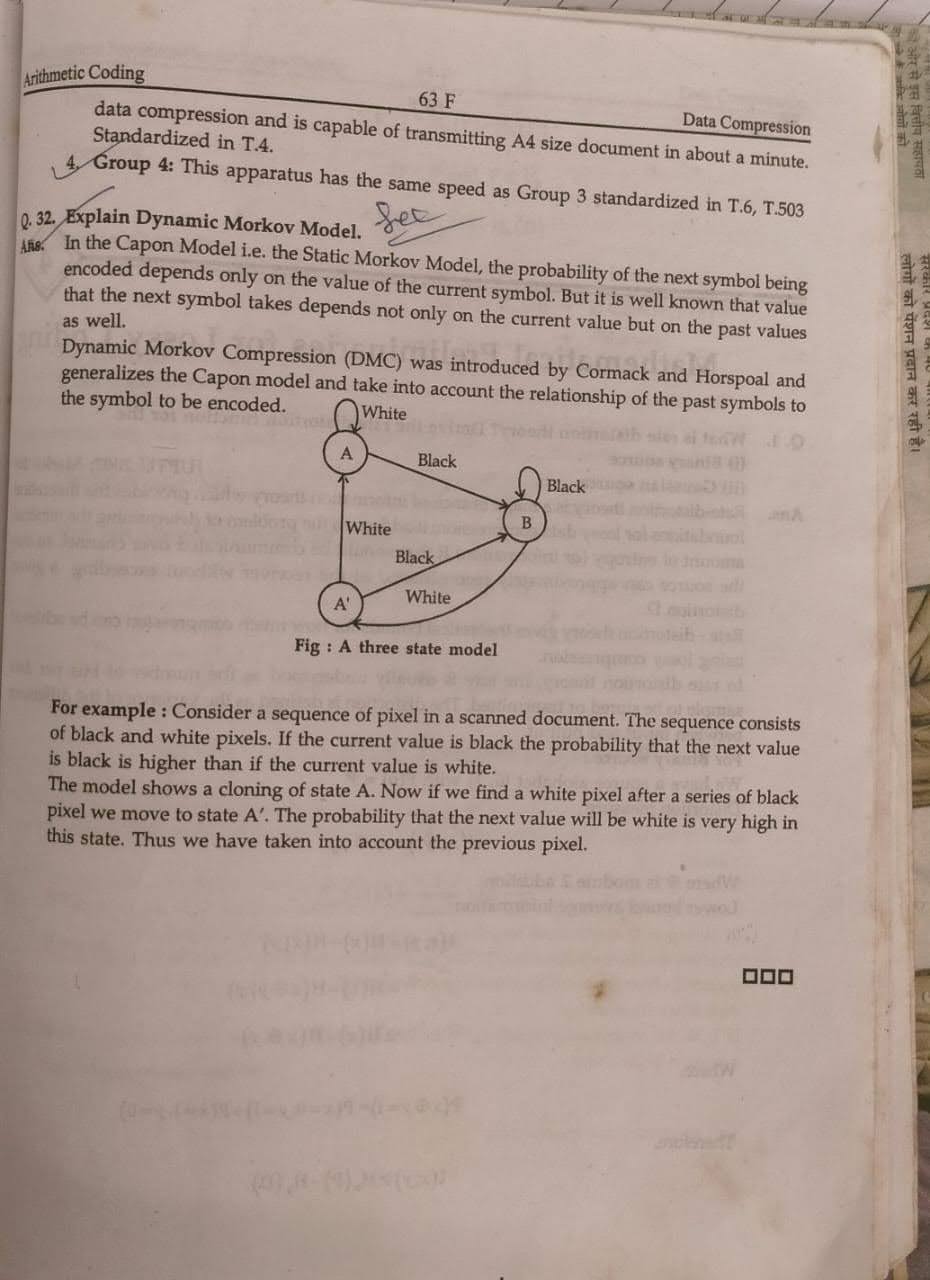 Arithmetic Coding
63 F
Data Compression
data compression and is capable of transmitting A4 size document in about a minute.
Standardized in T.4.
4. Group 4: This apparatus has the same speed as Group 3 standardized in T.6, T.503
Q. 32. Explain Dynamic Morkov Model.
Ans. In the Capon Model i.e. the Static Morkov Model, the probability of the next symbol being
encoded depends only on the value of the current symbol. But it is well known that value
that the next symbol takes depends not only on the current value but on the past values
as well.
Dynamic Morkov Compression (DMC) was introduced by Cormack and Horspoal and
generalizes the Capon model and take into account the relationship of the past symbols to
the symbol to be encoded.
White
A
Black
Black
B
White
Black
A'
White
Fig : A three state model
For example : Consider a sequence of pixel in a scanned document. The sequence consists
of black and white pixels. If the current value is black the probability that the next value
is black is higher than if the current value is white.
The model shows a cloning of state A. Now if we find a white pixel after a series of black
pixel we move to state A'. The probability that the next value will be white is very high in
this state. Thus we have taken into account the previous pixel.